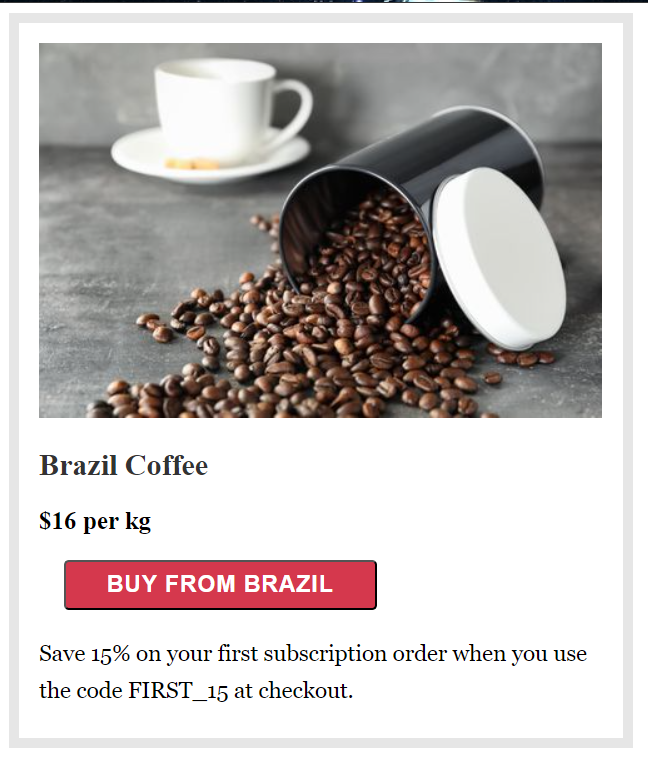 Brazil Coffee
$16 per kg
BUY FROM BRAZIL
Save 15% on your first subscription order when you use
the code FIRST_15 at checkout.